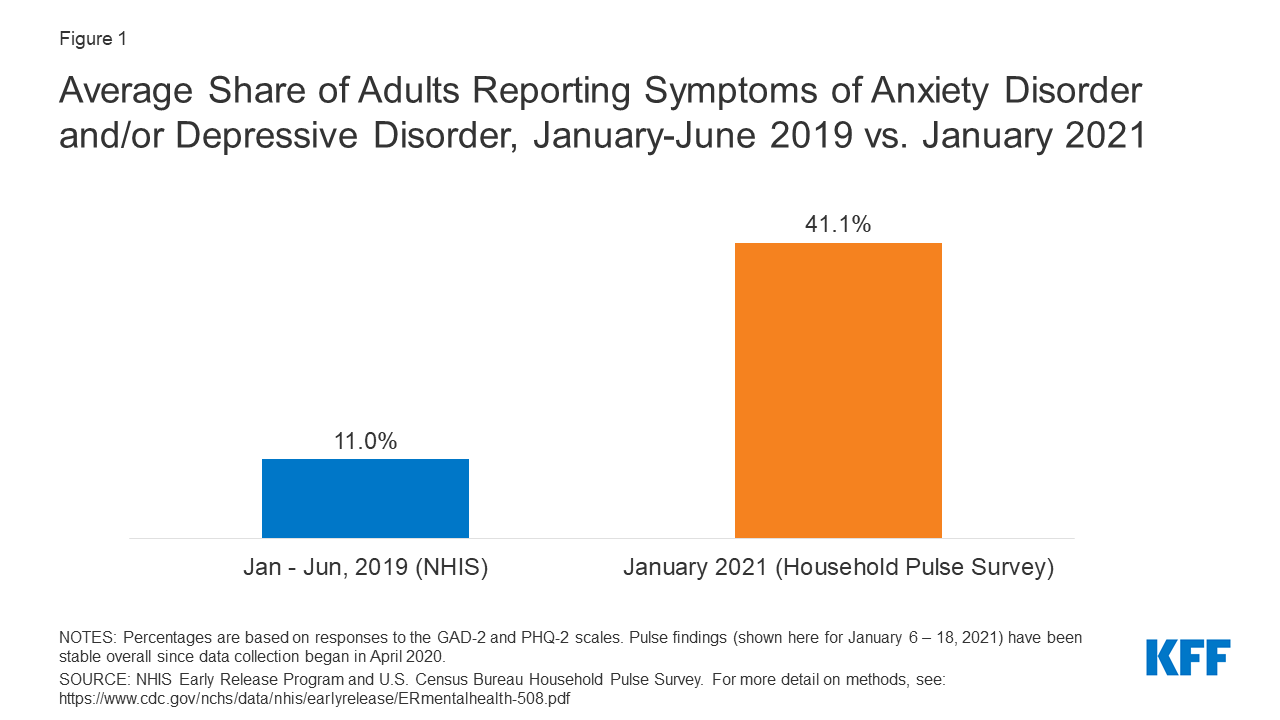 Figure 1
Average Share of Adults Reporting Symptoms of Anxiety Disorder
and/or Depressive Disorder, January-June 2019 vs. January 2021
41.1%
11.0%
Jan - Jun, 2019 (NHIS)
January 2021 (Household Pulse Survey)
NOTES: Percentages are based on responses to the GAD-2 and PHQ-2 scales. Pulse findings (shown here for January 6 – 18, 2021) have been
stable overall since data collection began in April 2020.
SOURCE: NHIS Early Release Program and U.S. Census Bureau Household Pulse Survey. For more detail on methods, see:
https://www.cdc.gov/nchs/data/nhis/earlyrelease/ERmentalhealth-508.pdf
KFF